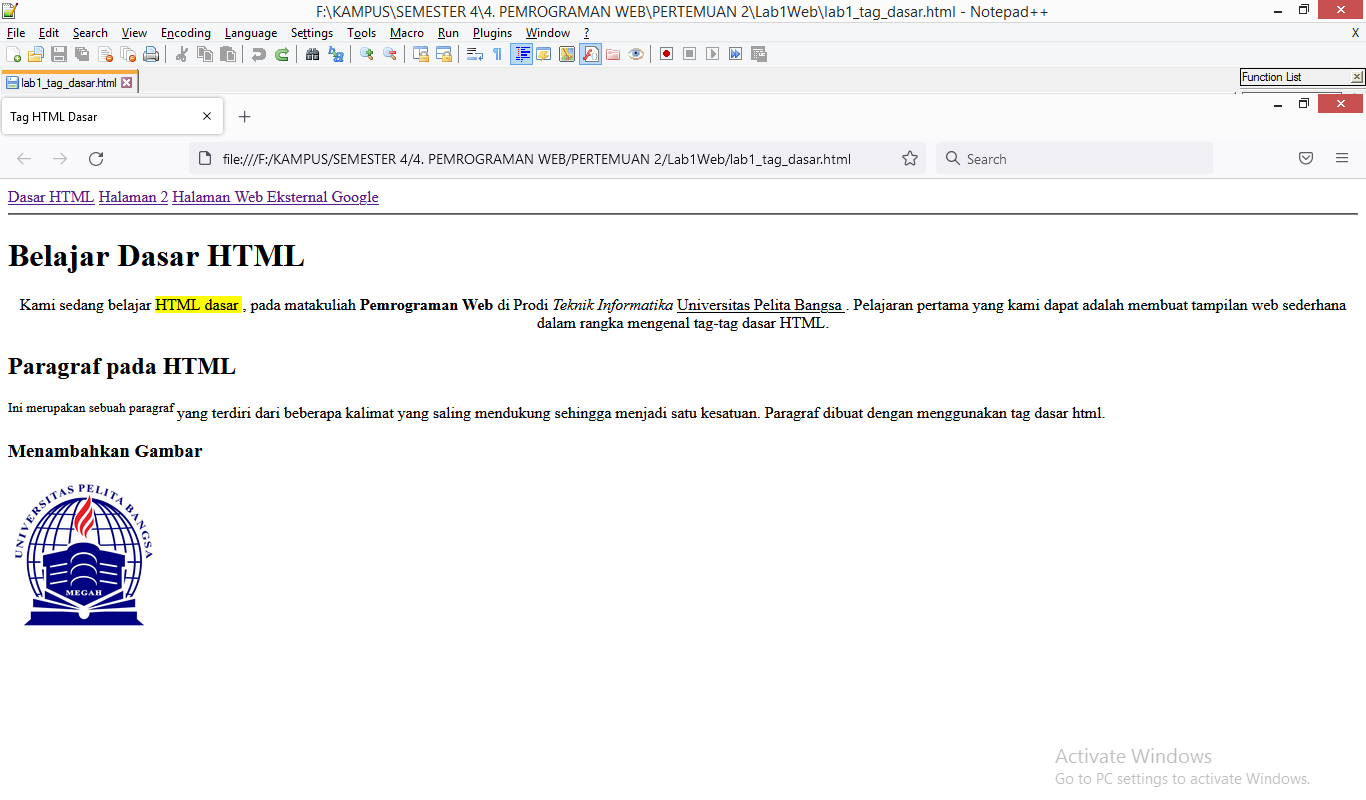 F:\KAMPUS\SEMESTER 4\4. PEMROGRAMAN WEB\PERTEMUAN 2\Lab1Web\lab1_tag_dasar.html - Notepad++
File Edit Search View Encoding Language Settings Tools Macro Run Plugins Window ? X
lab1_tag_dasar.html
Function List
Tag HTML Dasar
file:///F:/KAMPUS/SEMESTER 4/4. PEMROGRAMAN WEB/PERTEMUAN 2/Lab1Web/lab1_tag_dasar.html
Search
Dasar HTML Halaman 2 Halaman Web Eksternal Google
Belajar Dasar HTML
Kami sedang belajar HTML dasar , pada matakuliah Pemrograman Web di Prodi Teknik Informatika Universitas Pelita Bangsa . Pelajaran pertama yang kami dapat adalah membuat tampilan web sederhana
dalam rangka mengenal tag-tag dasar HTML.
Paragraf pada HTML
Ini merupakan sebuah paragraf yang terdiri dari beberapa kalimat yang saling mendukung sehingga menjadi satu kesatuan. Paragraf dibuat dengan menggunakan tag dasar html.
Menambahkan Gambar
UNIVERSITAS PELITA BANGSA
MEGAH
Activate Windows
Go to PC settings to activate Windows.